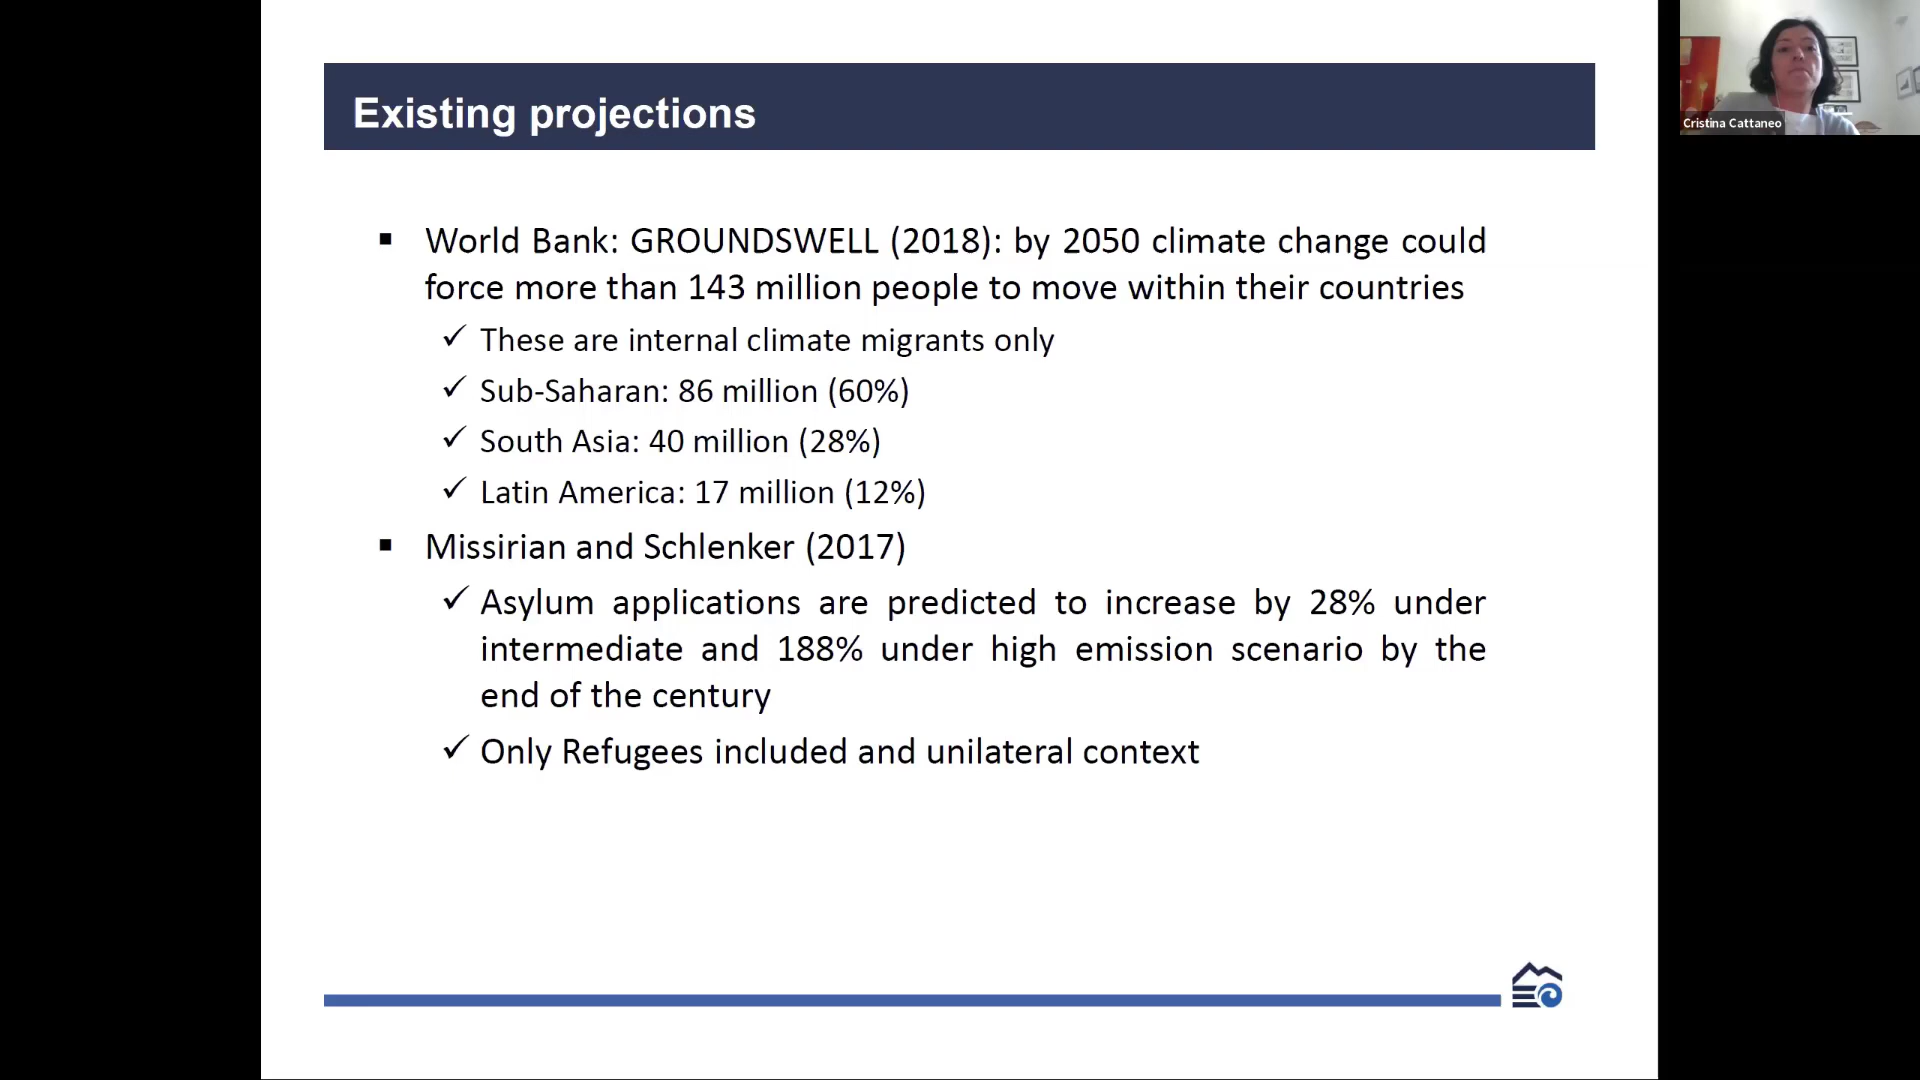 Existing projections
Cristina Cattaneo
▪ World Bank: GROUNDSWELL (2018): by 2050 climate change could
force more than 143 million people to move within their countries
✓ These are internal climate migrants only
✓ Sub-Saharan: 86 million (60%)
✓ South Asia: 40 million (28%)
✓ Latin America: 17 million (12%)
▪ Missirian and Schlenker (2017)
✓ Asylum applications are predicted to increase by 28% under
intermediate and 188% under high emission scenario by the
end of the century
✓ Only Refugees included and unilateral context